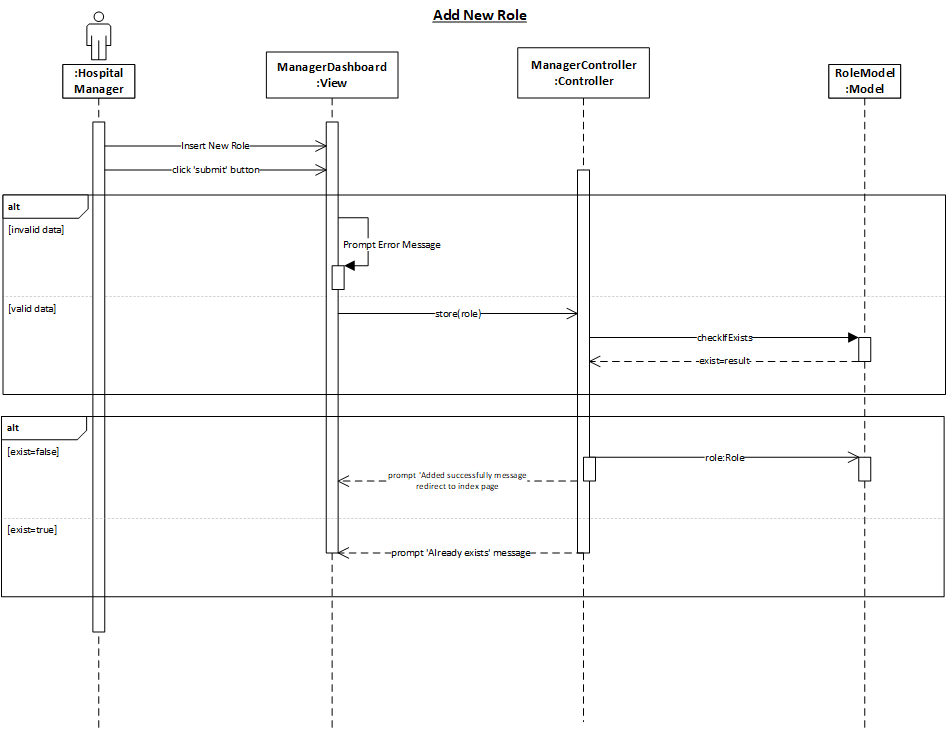 Add New Role
:Hospital
Manager
ManagerDashboard
:View
ManagerController
:Controller
RoleModel
:Model
Insert New Role
click 'submit' button
alt
[invalid data]
Prompt Error Message
[valid data]
store(role)
checkIfExists
exist=result
alt
[exist=false]
role:Role
prompt 'Added successfully message
redirect to index page
[exist=true]
prompt 'Already exists' message